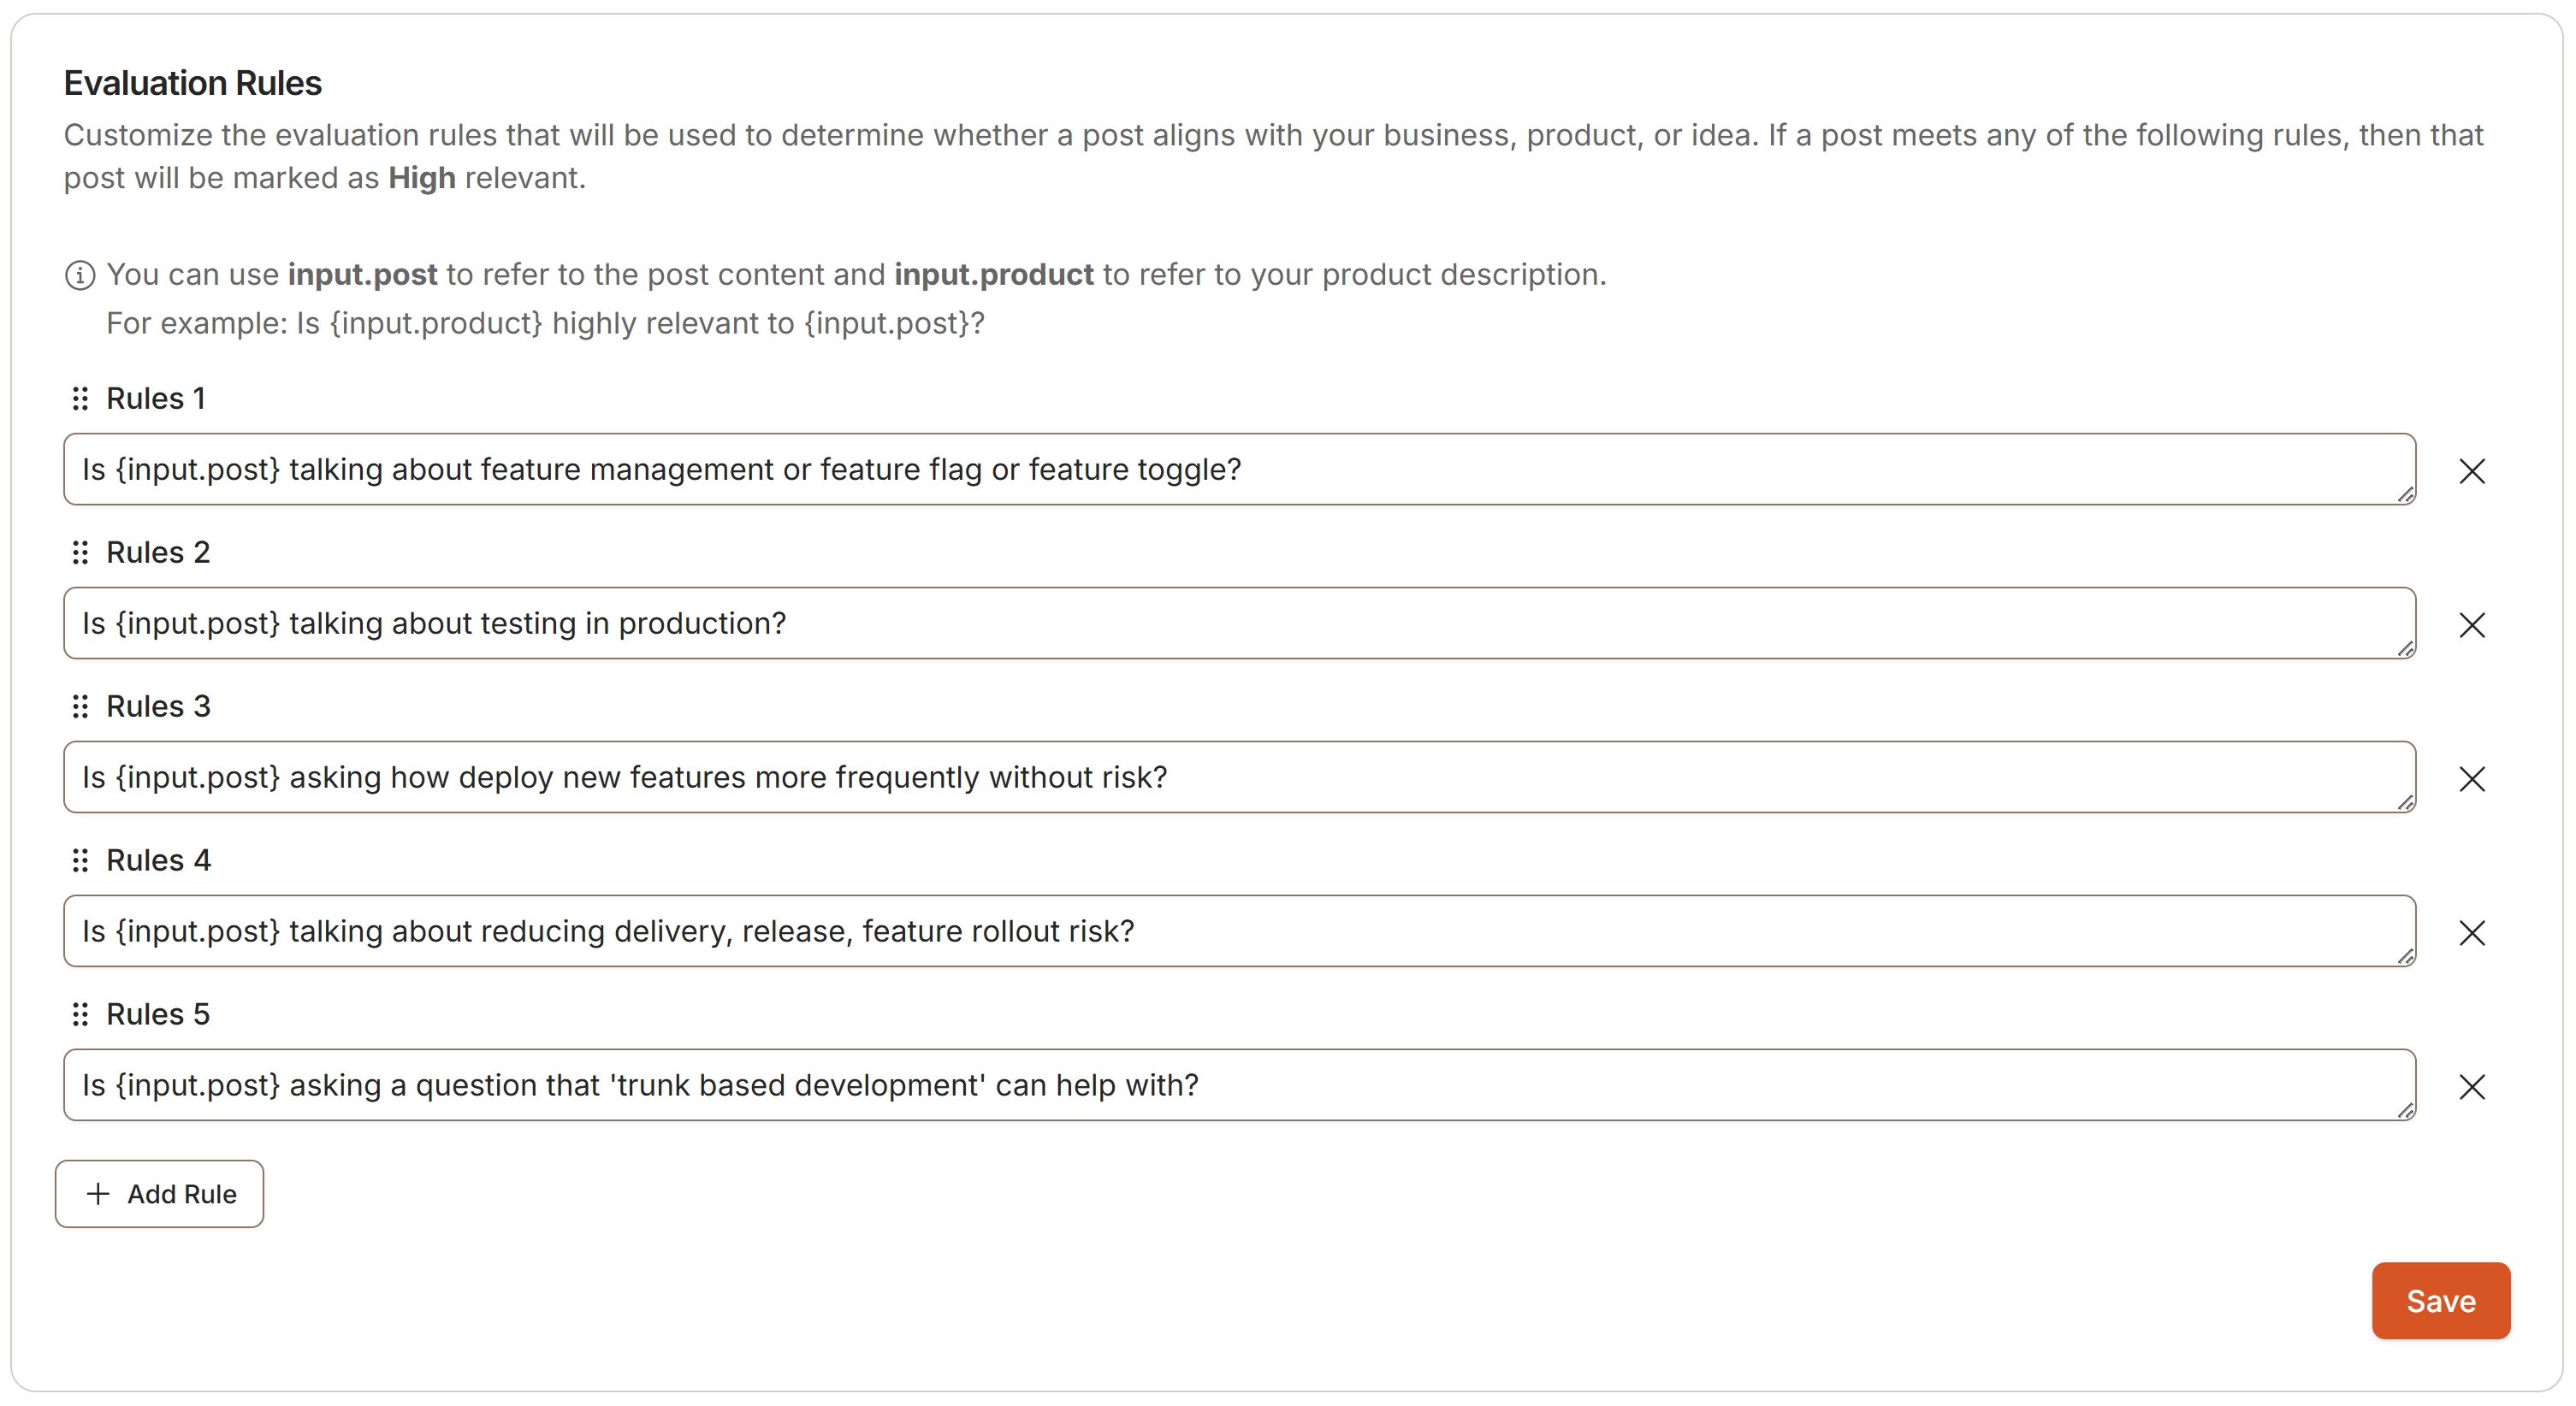 Evaluation Rules
Customize the evaluation rules that will be used to determine whether a post aligns with your business, product, or idea. If a post meets any of the following rules, then that
post will be marked as High relevant.
You can use input.post to refer to the post content and input.product to refer to your product description.
For example: Is {input.product} highly relevant to {input.post}?
Rules 1
Is {input.post} talking about feature management or feature flag or feature toggle?
Rules 2
Is {input.post} talking about testing in production?
Rules 3
Is {input.post} asking how deploy new features more frequently without risk?
Rules 4
Is {input.post} talking about reducing delivery, release, feature rollout risk?
Rules 5
Is {input.post} asking a question that 'trunk based development' can help with?
Add Rule
Save